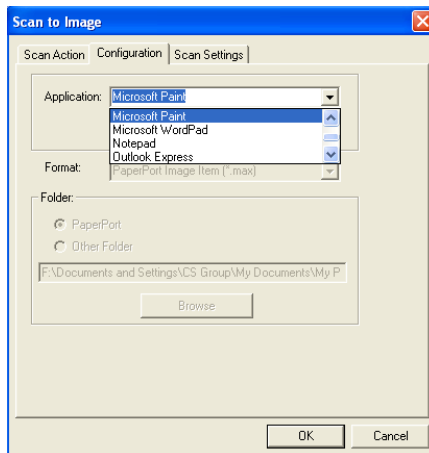 Scan to Image
Scan Action Configuration Scan Settings
Application: Microsoft Paint
Microsoft Paint
Microsoft WordPad
Notepad
Outlook Express
Format: PaperPort Image Item (*.max)
Folder:
PaperPort
Other Folder
F:\Documents and Settings\CS Group\My Documents\My P
Browse
OK Cancel